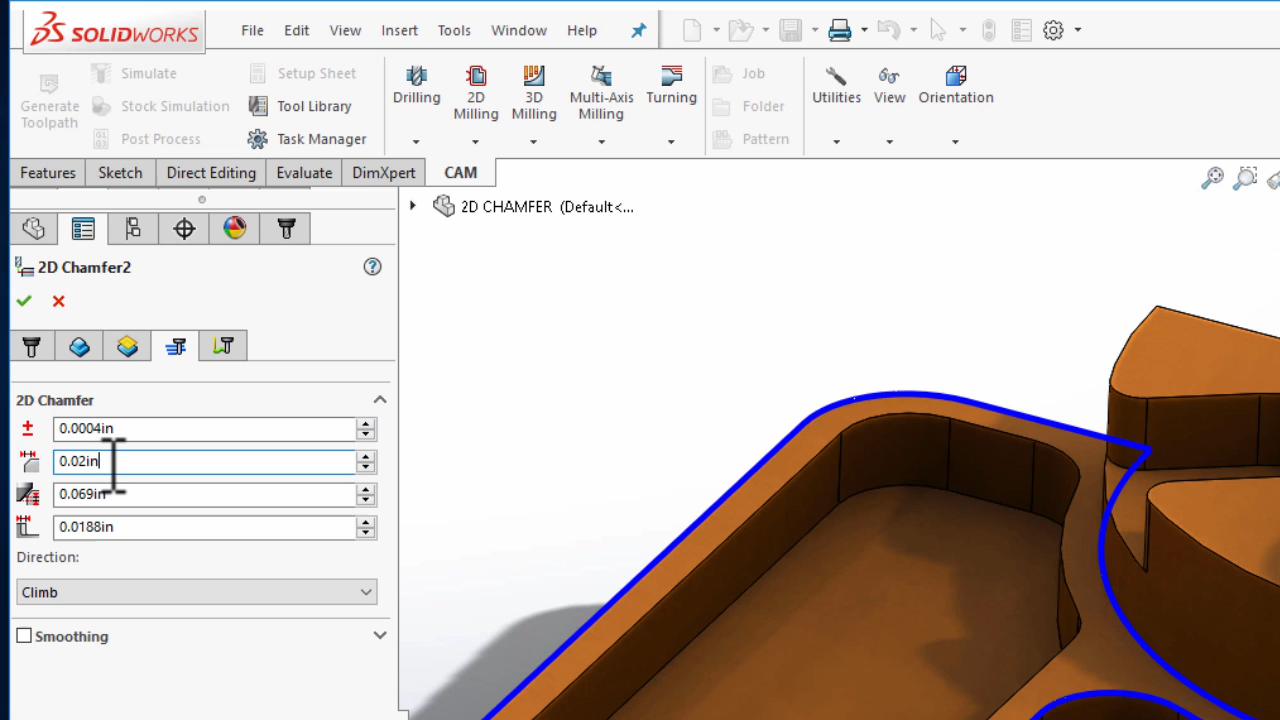 SOLIDWORKS
File Edit View Insert Tools Window Help
Generate Toolpath
Simulate
Stock Simulation
Post Process
Setup Sheet
Tool Library
Task Manager
Drilling
2D Milling
3D Milling
Multi-Axis Milling
Turning
Job
Folder
Pattern
Utilities
View
Orientation
Features Sketch Direct Editing Evaluate DimXpert CAM
2D CHAMFER (Default<...
2D Chamfer2
2D Chamfer
0.0004in
0.02in
0.069in
0.0188in
Direction:
Climb
Smoothing